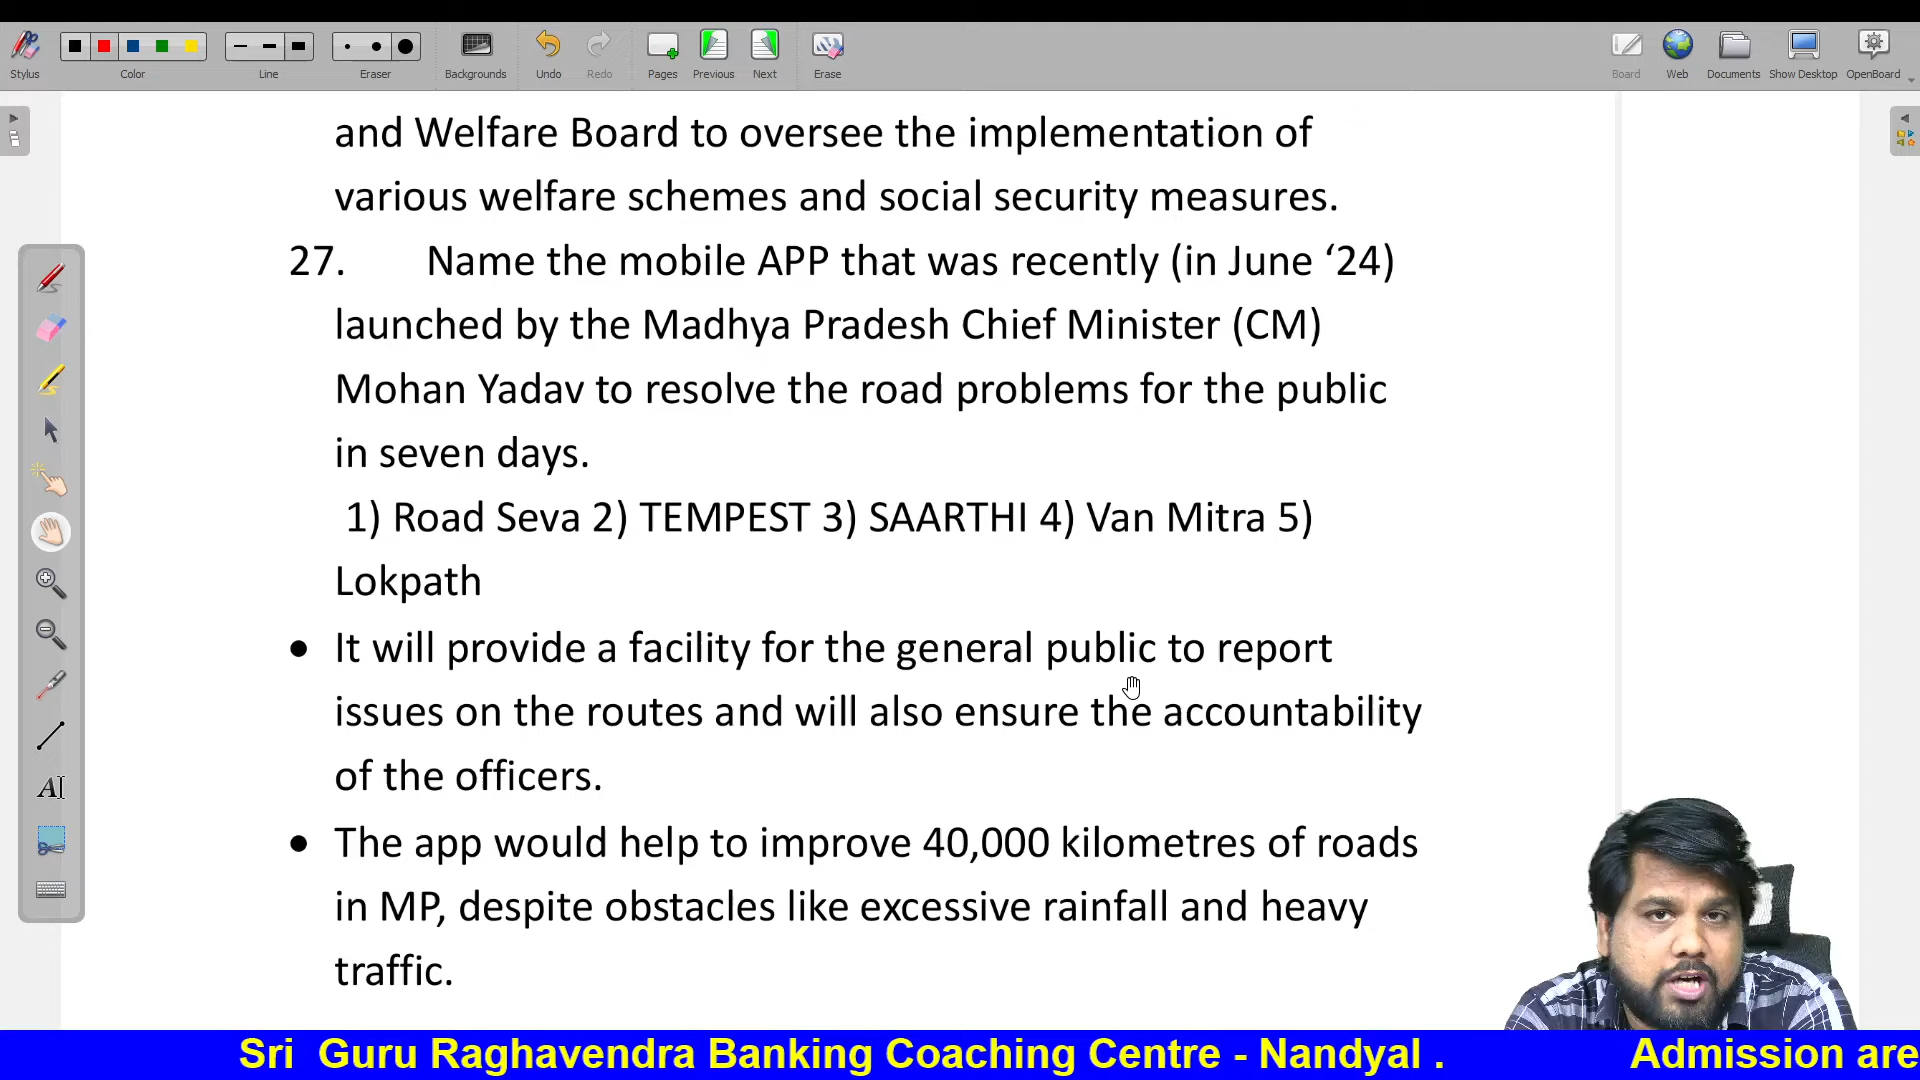 Stylus
Color
Line
Eraser
Backgrounds
Undo
Redo
Pages
Previous
Next
Erase
Board
Web
Documents
Show Desktop
OpenBoard
and Welfare Board to oversee the implementation of
various welfare schemes and social security measures.
27. Name the mobile APP that was recently (in June ‘24)
launched by the Madhya Pradesh Chief Minister (CM)
Mohan Yadav to resolve the road problems for the public
in seven days.
1) Road Seva 2) TEMPEST 3) SAARTHI 4) Van Mitra 5)
Lokpath
• It will provide a facility for the general public to report
issues on the routes and will also ensure the accountability
of the officers.
• The app would help to improve 40,000 kilometres of roads
in MP, despite obstacles like excessive rainfall and heavy
traffic.
Sri Guru Raghavendra Banking Coaching Centre - Nandyal . Admission are